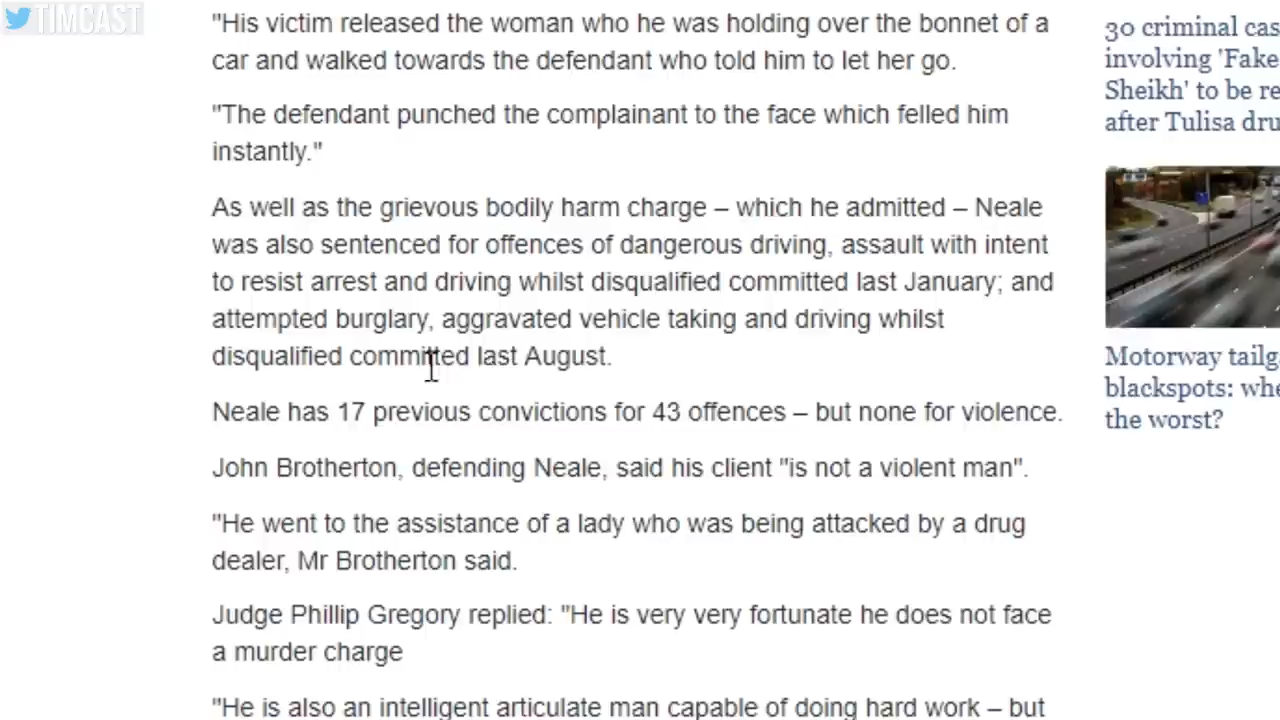 TIMCAST
"His victim released the woman who he was holding over the bonnet of a
car and walked towards the defendant who told him to let her go.
"The defendant punched the complainant to the face which felled him
instantly."
As well as the grievous bodily harm charge – which he admitted – Neale
was also sentenced for offences of dangerous driving, assault with intent
to resist arrest and driving whilst disqualified committed last January; and
attempted burglary, aggravated vehicle taking and driving whilst
disqualified committed last August.
Neale has 17 previous convictions for 43 offences – but none for violence.
John Brotherton, defending Neale, said his client "is not a violent man".
"He went to the assistance of a lady who was being attacked by a drug
dealer, Mr Brotherton said.
Judge Phillip Gregory replied: "He is very very fortunate he does not face
a murder charge
"He is also an intelligent articulate man capable of doing hard work – but
30 criminal cas
involving 'Fake
Sheikh' to be re
after Tulisa dru
Motorway tailg
blackspots: whe
the worst?